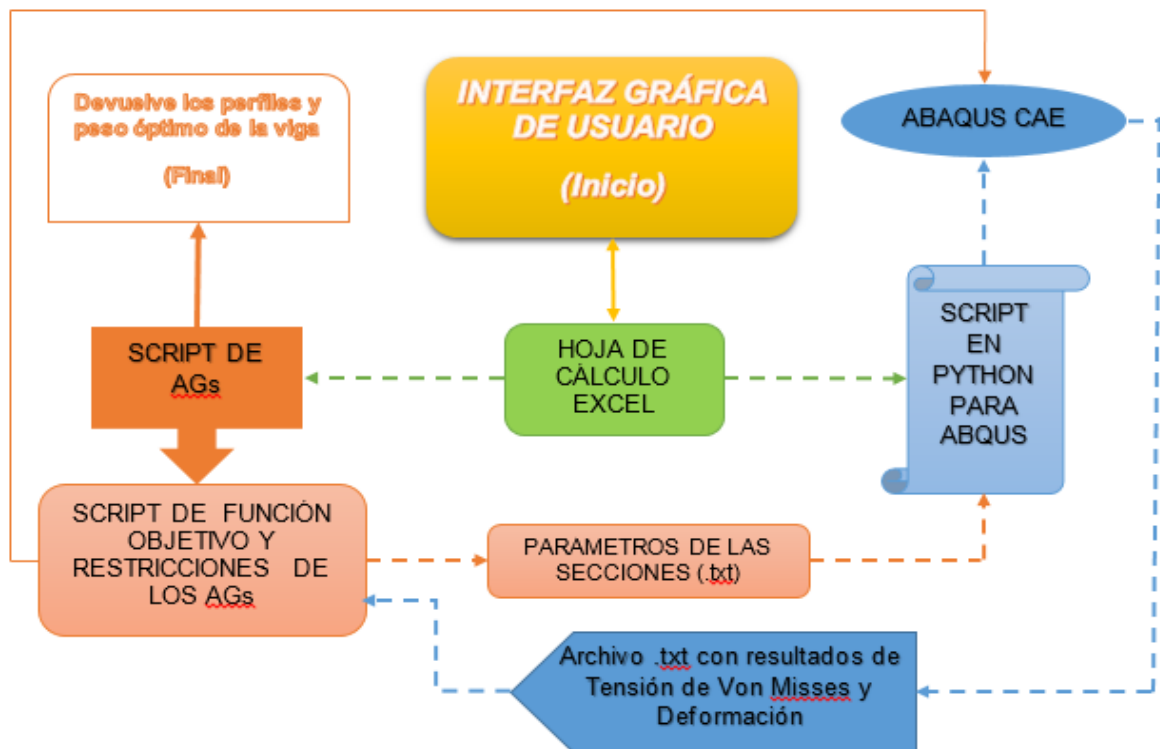 Devuelve los perfiles y
peso óptimo de la viga
(Final)
INTERFAZ GRÁFICA
DE USUARIO
(Inicio)
ABAQUS CAE
SCRIPT DE
AGs
HOJA DE
CÁLCULO
EXCEL
SCRIPT
EN
PYTHON
PARA
ABQUS
SCRIPT DE FUNCIÓN
OBJETIVO Y
RESTRICCIONES DE
LOS AGs
PARAMETROS DE LAS
SECCIONES (.txt)
Archivo .txt con resultados de
Tensión de Von Misses y
Deformación